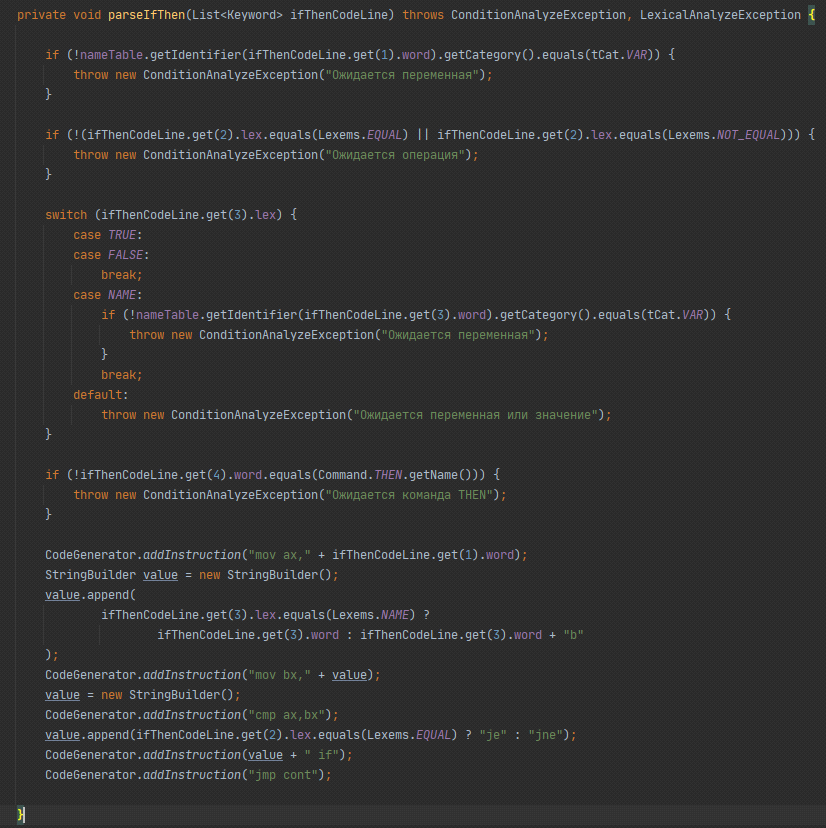 private void parseIfThen(List<Keyword> ifThenCodeLine) throws ConditionAnalyzeException, LexicalAnalyzeException {
if (!nameTable.getIdentifier(ifThenCodeLine.get(1).word).getCategory().equals(tCat.VAR)) {
throw new ConditionAnalyzeException("Ожидается переменная");
}
if (!(ifThenCodeLine.get(2).lex.equals(Lexems.EQUAL) || ifThenCodeLine.get(2).lex.equals(Lexems.NOT_EQUAL))) {
throw new ConditionAnalyzeException("Ожидается операция");
}
switch (ifThenCodeLine.get(3).lex) {
case TRUE:
case FALSE:
break;
case NAME:
if (!nameTable.getIdentifier(ifThenCodeLine.get(3).word).getCategory().equals(tCat.VAR)) {
throw new ConditionAnalyzeException("Ожидается переменная");
}
break;
default:
throw new ConditionAnalyzeException("Ожидается переменная или значение");
}
if (!ifThenCodeLine.get(4).word.equals(Command.THEN.getName())) {
throw new ConditionAnalyzeException("Ожидается команда THEN");
}
CodeGenerator.addInstruction("mov ax," + ifThenCodeLine.get(1).word);
StringBuilder value = new StringBuilder();
value.append(
ifThenCodeLine.get(3).lex.equals(Lexems.NAME) ?
ifThenCodeLine.get(3).word : ifThenCodeLine.get(3).word + "b"
);
CodeGenerator.addInstruction("mov bx," + value);
value = new StringBuilder();
CodeGenerator.addInstruction("cmp ax,bx");
value.append(ifThenCodeLine.get(2).lex.equals(Lexems.EQUAL) ? "je" : "jne");
CodeGenerator.addInstruction(value + " if");
CodeGenerator.addInstruction("jmp cont");
}